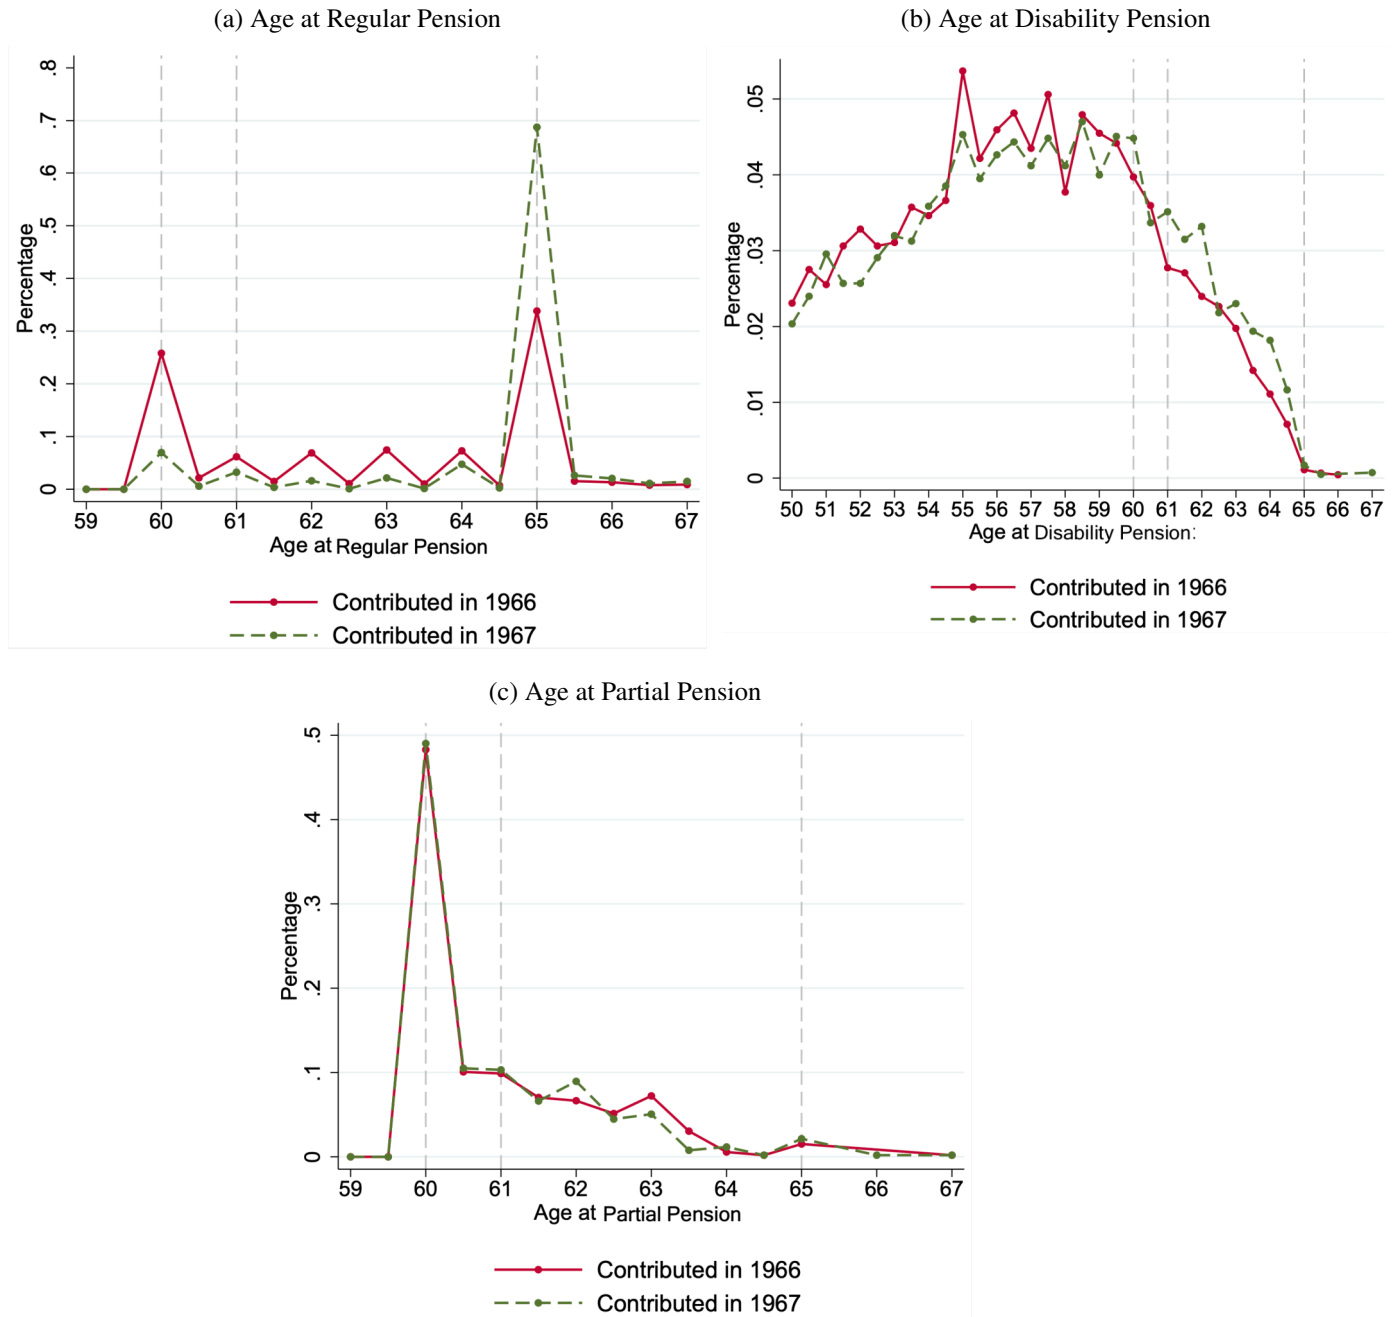 (a) Age at Regular Pension
Percentage
.8
.7
.6
.5
.4
.3
.2
.1
0
59 60 61 62 63 64 65 66 67
Age at Regular Pension
Contributed in 1966
Contributed in 1967
(b) Age at Disability Pension
Percentage
.05
.04
.03
.02
.01
0
50 51 52 53 54 55 56 57 58 59 60 61 62 63 64 65 66 67
Age at Disability Pension:
Contributed in 1966
Contributed in 1967
(c) Age at Partial Pension
Percentage
.5
.4
.3
.2
.1
0
59 60 61 62 63 64 65 66 67
Age at Partial Pension
Contributed in 1966
Contributed in 1967